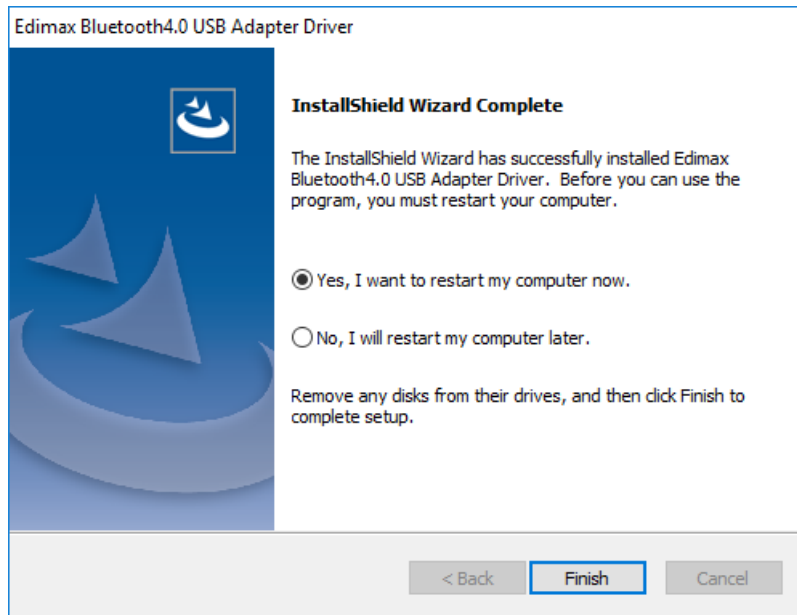 Edimax Bluetooth4.0 USB Adapter Driver
InstallShield Wizard Complete
The InstallShield Wizard has successfully installed Edimax
Bluetooth4.0 USB Adapter Driver.  Before you can use the
program, you must restart your computer.
Yes, I want to restart my computer now.
No, I will restart my computer later.
Remove any disks from their drives, and then click Finish to
complete setup.
< Back Finish Cancel